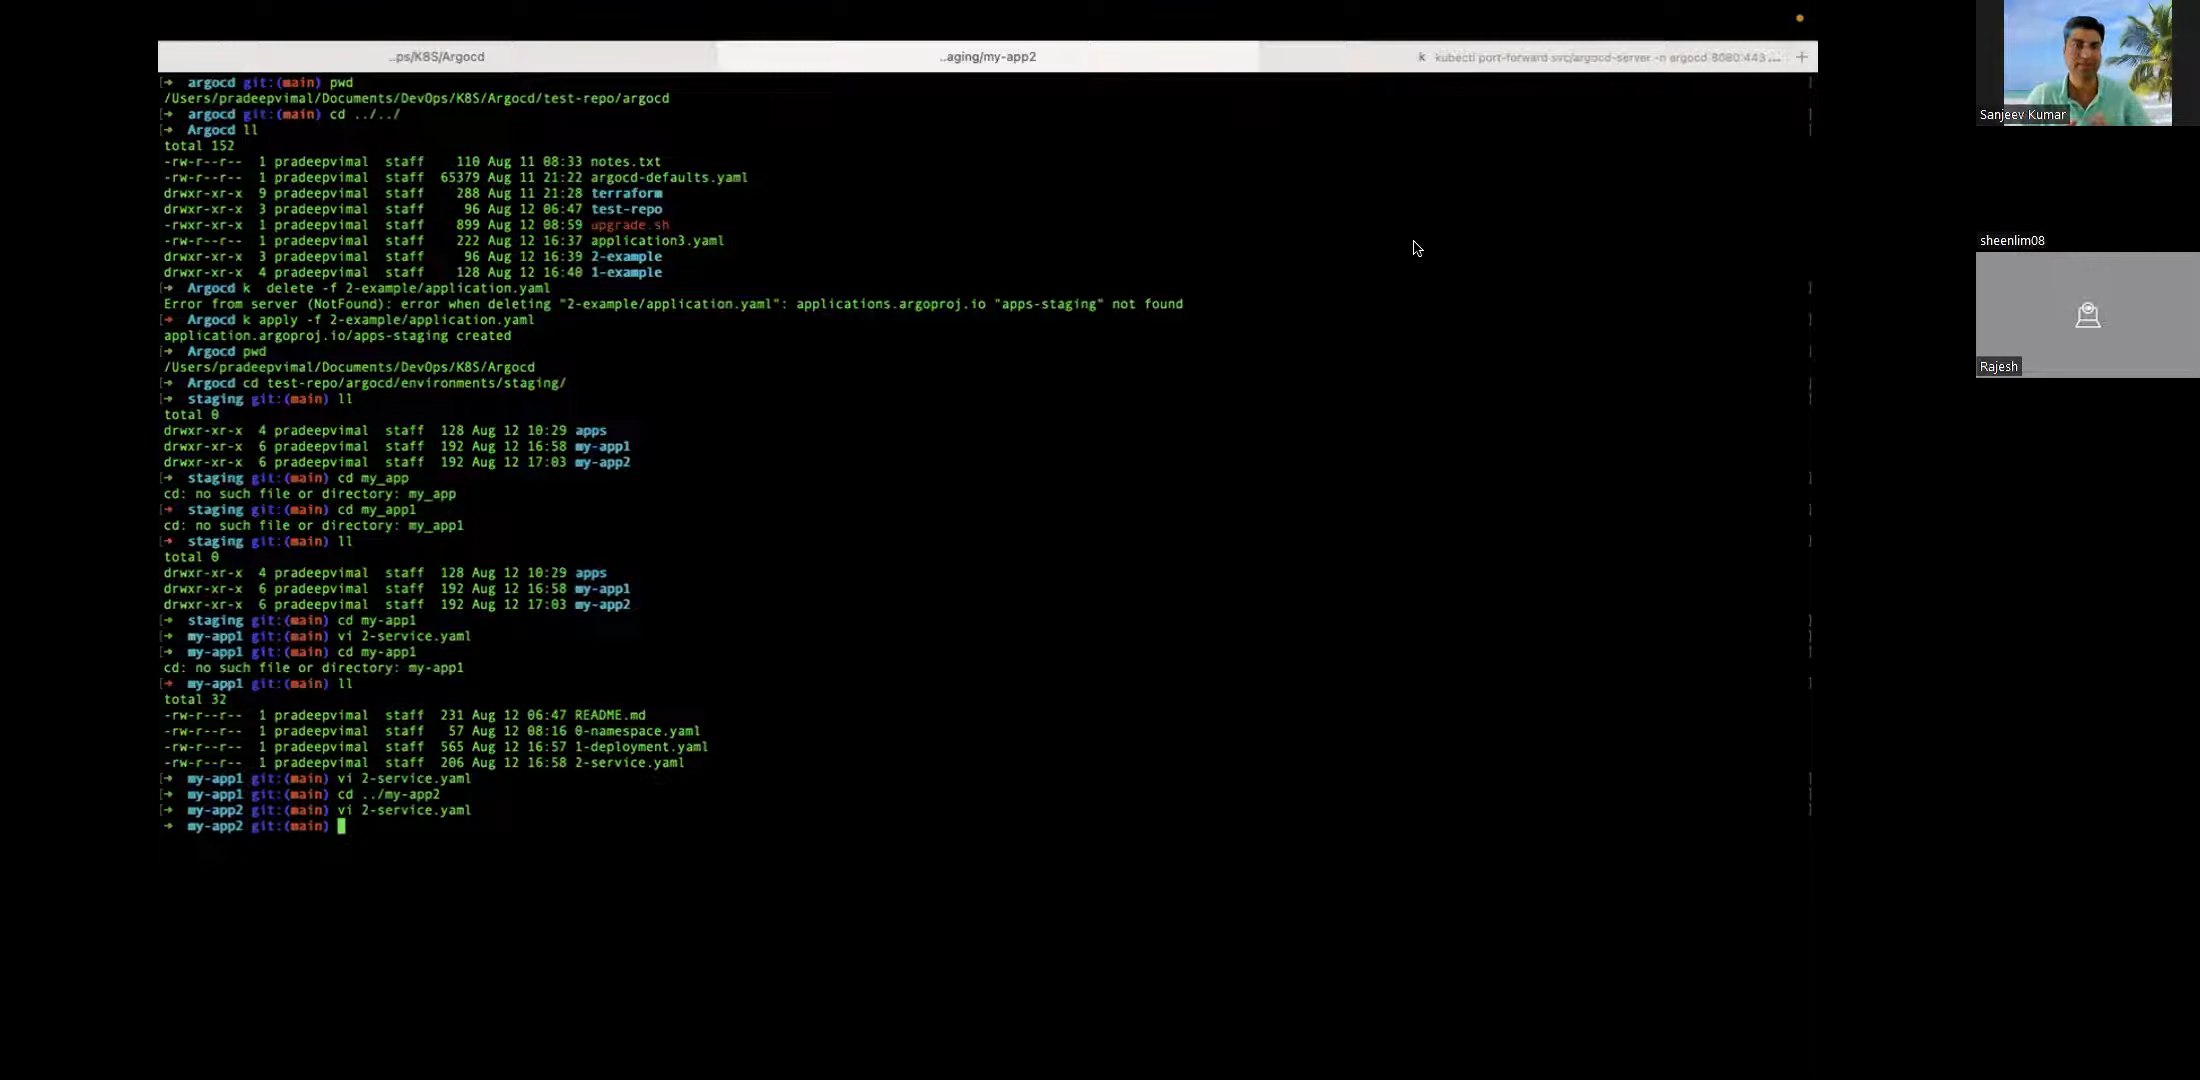 ..ps/K8S/Argocd
..aging/my-app2
k kubectl port-forward svc/argocd-server -n argocd 8080:443 ... +
[➜ argocd git:(main) pwd
/Users/pradeepvimal/Documents/DevOps/K8S/Argocd/test-repo/argocd
[➜ argocd git:(main) cd ../../
[➜ Argocd ll
total 152
-rw-r--r-- 1 pradeepvimal staff 110 Aug 11 08:33 notes.txt
-rw-r--r-- 1 pradeepvimal staff 65379 Aug 11 21:22 argocd-defaults.yaml
drwxr-xr-x 9 pradeepvimal staff 288 Aug 11 21:28 terraform
drwxr-xr-x 3 pradeepvimal staff 96 Aug 12 06:47 test-repo
-rwxr-xr-x 1 pradeepvimal staff 899 Aug 12 08:59 upgrade.sh
-rw-r--r-- 1 pradeepvimal staff 222 Aug 12 16:37 application3.yaml
drwxr-xr-x 3 pradeepvimal staff 96 Aug 12 16:39 2-example
drwxr-xr-x 4 pradeepvimal staff 128 Aug 12 16:40 1-example
[➜ Argocd k delete -f 2-example/application.yaml
Error from server (NotFound): error when deleting "2-example/application.yaml": applications.argoproj.io "apps-staging" not found
[➜ Argocd k apply -f 2-example/application.yaml
application.argoproj.io/apps-staging created
[➜ Argocd pwd
/Users/pradeepvimal/Documents/DevOps/K8S/Argocd
[➜ Argocd cd test-repo/argocd/environments/staging/
[➜ staging git:(main) ll
total 0
drwxr-xr-x 4 pradeepvimal staff 128 Aug 12 10:29 apps
drwxr-xr-x 6 pradeepvimal staff 192 Aug 12 16:58 my-app1
drwxr-xr-x 6 pradeepvimal staff 192 Aug 12 17:03 my-app2
[➜ staging git:(main) cd my_app
cd: no such file or directory: my_app
[➜ staging git:(main) cd my_app1
cd: no such file or directory: my_app1
[➜ staging git:(main) ll
total 0
drwxr-xr-x 4 pradeepvimal staff 128 Aug 12 10:29 apps
drwxr-xr-x 6 pradeepvimal staff 192 Aug 12 16:58 my-app1
drwxr-xr-x 6 pradeepvimal staff 192 Aug 12 17:03 my-app2
[➜ staging git:(main) cd my-app1
[➜ my-app1 git:(main) vi 2-service.yaml
[➜ my-app1 git:(main) cd my-app1
cd: no such file or directory: my-app1
[➜ my-app1 git:(main) ll
total 32
-rw-r--r-- 1 pradeepvimal staff 231 Aug 12 06:47 README.md
-rw-r--r-- 1 pradeepvimal staff 57 Aug 12 08:16 0-namespace.yaml
-rw-r--r-- 1 pradeepvimal staff 565 Aug 12 16:57 1-deployment.yaml
-rw-r--r-- 1 pradeepvimal staff 206 Aug 12 16:58 2-service.yaml
[➜ my-app1 git:(main) vi 2-service.yaml
[➜ my-app1 git:(main) cd ../my-app2
[➜ my-app2 git:(main) vi 2-service.yaml
➜ my-app2 git:(main)
Sanjeev Kumar
sheenlim08
Rajesh